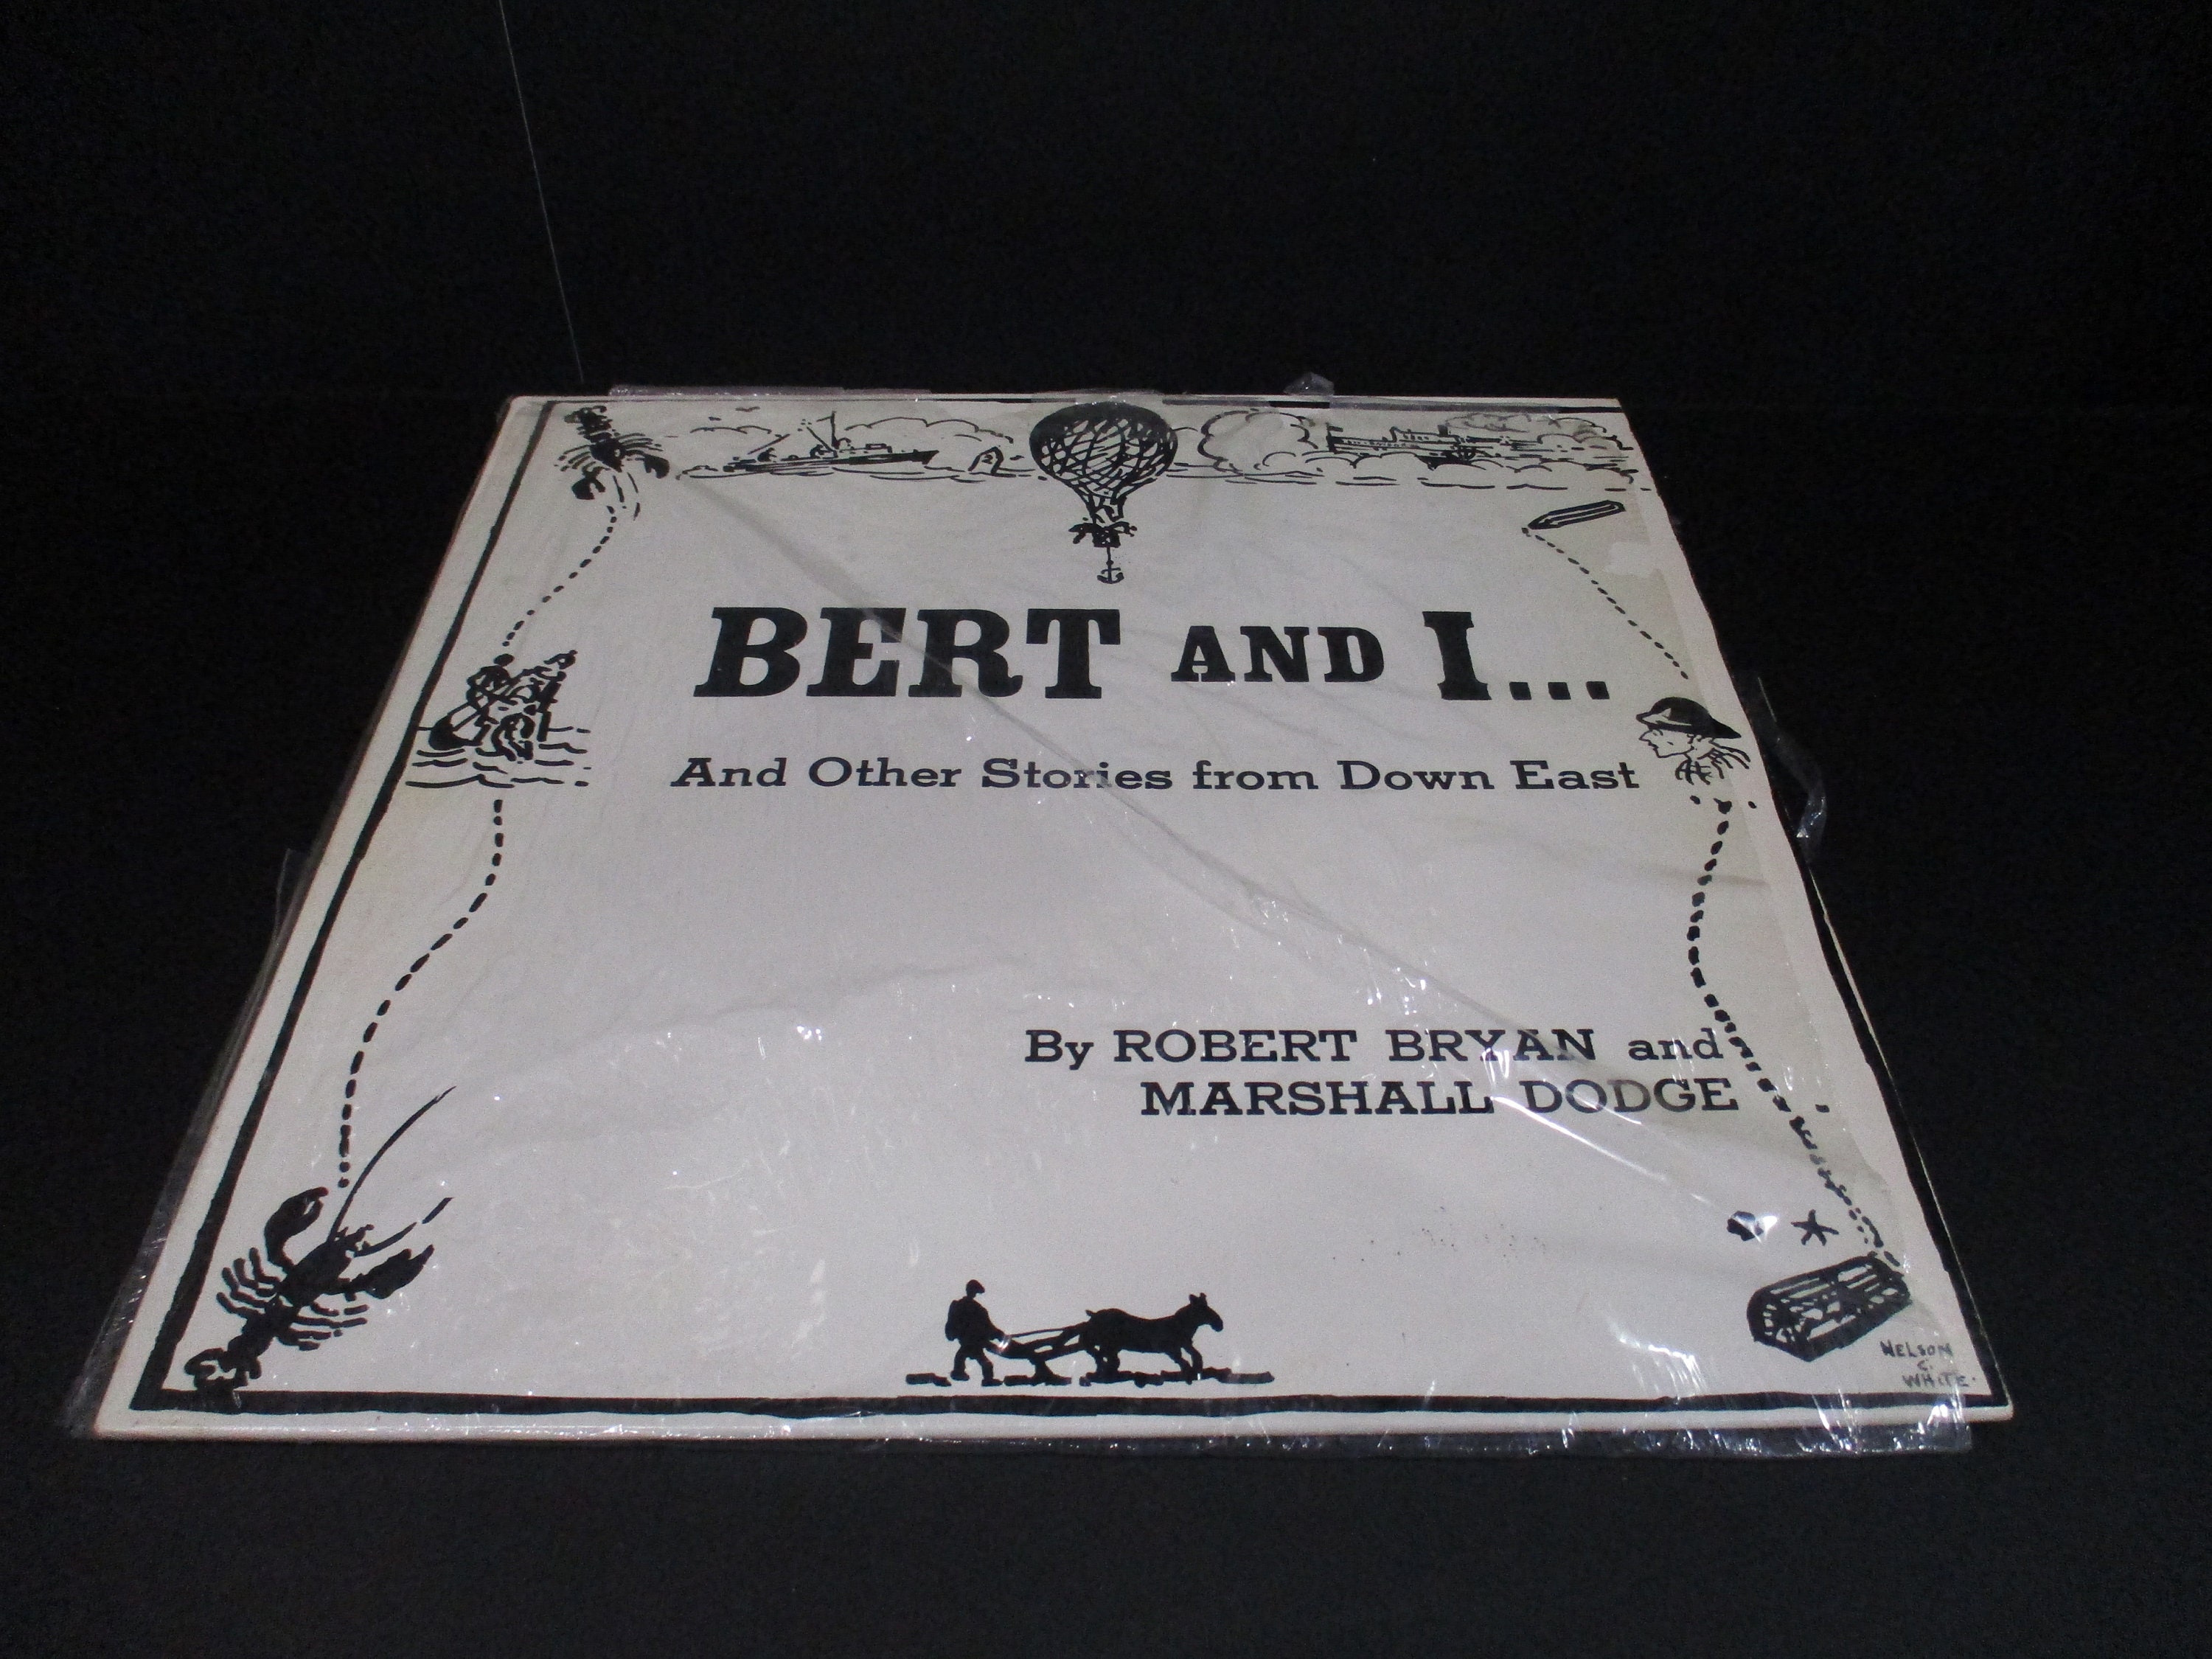 BERT AND I...
And Other Stories from Down East
By ROBERT BRYAN and
MARSHALL DODGE
NELSON
C.
WHITE